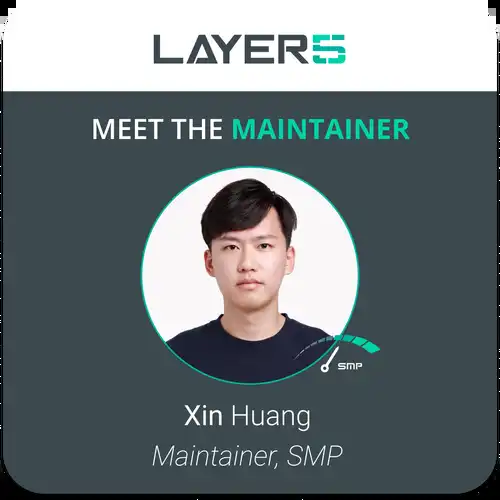 LAYER5
MEET THE MAINTAINER
SMP
Xin Huang
Maintainer, SMP